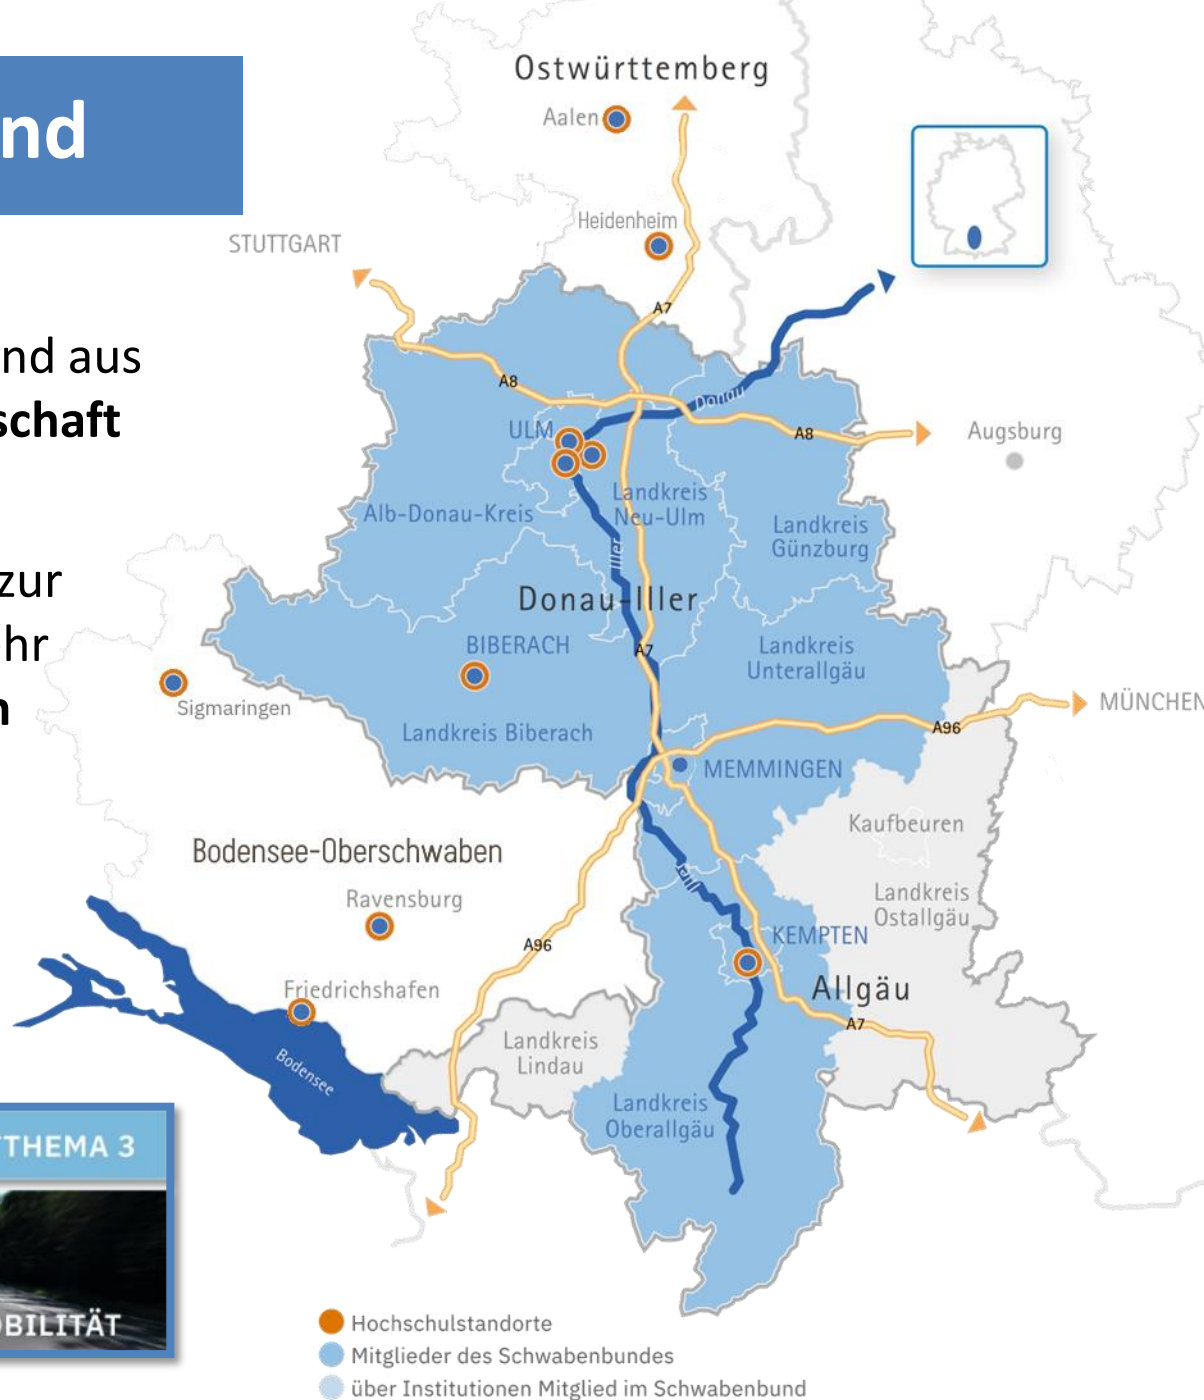 nd
nd aus
schaft
zur
hr
n
Ostwürttemberg
Aalen
Heidenheim
STUTTGART
A7
A8
Donau
ULM
A8
Augsburg
Landkreis
Neu-Ulm
Alb-Donau-Kreis
Landkreis
Günzburg
Iller
Donau-Iller
BIBERACH
A7
Landkreis
Unterallgäu
Sigmaringen
Landkreis Biberach
A96
MÜNCHEN
MEMMINGEN
Kaufbeuren
Bodensee-Oberschwaben
Iller
Landkreis
Ostallgäu
Ravensburg
A96
KEMPTEN
Friedrichshafen
Allgäu
A7
Landkreis
Lindau
Bodensee
Landkreis
Oberallgäu
THEMA 3
OBILITÄT
Hochschulstandorte
Mitglieder des Schwabenbundes
über Institutionen Mitglied im Schwabenbund